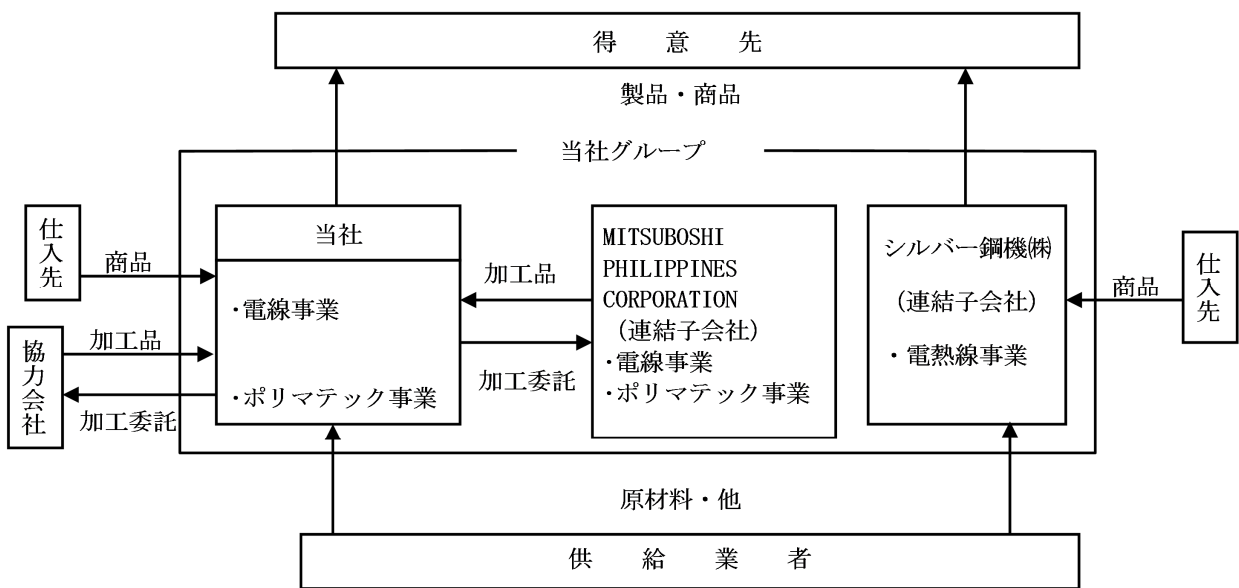 得意先
製品・商品
当社グループ
仕入先
商品
協力会社
加工品
加工委託
当社
・電線事業
・ポリマテック事業
加工品
加工委託
MITSUBOSHI
PHILIPPINES
CORPORATION
(連結子会社)
・電線事業
・ポリマテック事業
シルバー鋼機㈱
(連結子会社)
・電熱線事業
商品
仕入先
原材料・他
供給業者